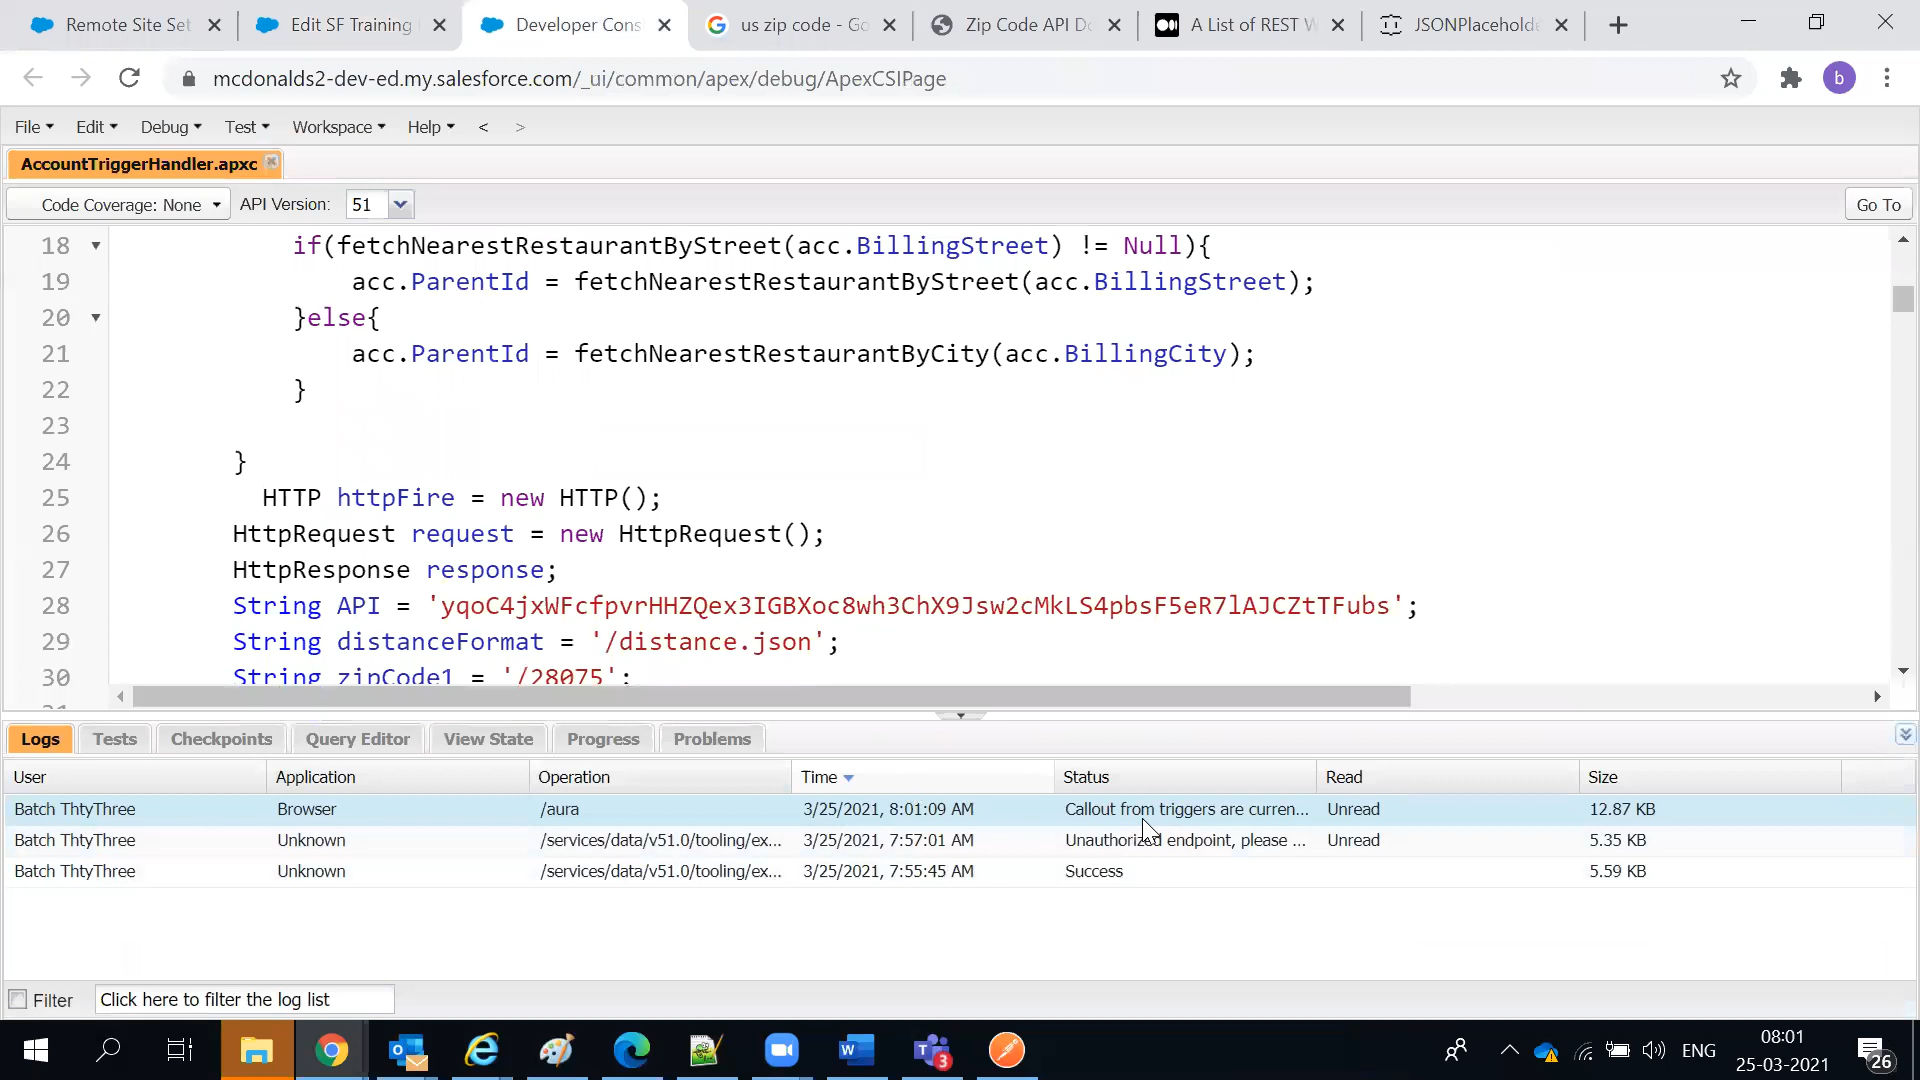 Remote Site Set
Edit SF Training
Developer Cons
us zip code - Go
Zip Code API Do
A List of REST W
JSONPlaceholde
mcdonalds2-dev-ed.my.salesforce.com/_ui/common/apex/debug/ApexCSIPage
b
File Edit Debug Test Workspace Help < >
AccountTriggerHandler.apxc
Code Coverage: None API Version: 51 Go To
18 if(fetchNearestRestaurantByStreet(acc.BillingStreet) != Null){
19 acc.ParentId = fetchNearestRestaurantByStreet(acc.BillingStreet);
20 }else{
21 acc.ParentId = fetchNearestRestaurantByCity(acc.BillingCity);
22 }
23
24 }
25 HTTP httpFire = new HTTP();
26 HttpRequest request = new HttpRequest();
27 HttpResponse response;
28 String API = 'yqoC4jxWFcfpvrHHZQex3IGBXoc8wh3ChX9Jsw2cMkLS4pbsF5eR7lAJCZtTFubs';
29 String distanceFormat = '/distance.json';
30 String zipCode1 = '/28075';
Logs Tests Checkpoints Query Editor View State Progress Problems
User Application Operation Time Status Read Size
Batch ThtyThree Browser /aura 3/25/2021, 8:01:09 AM Callout from triggers are curren... Unread 12.87 KB
Batch ThtyThree Unknown /services/data/v51.0/tooling/ex... 3/25/2021, 7:57:01 AM Unauthorized endpoint, please ... Unread 5.35 KB
Batch ThtyThree Unknown /services/data/v51.0/tooling/ex... 3/25/2021, 7:55:45 AM Success 5.59 KB
Filter Click here to filter the log list
3
ENG
08:01
25-03-2021
26